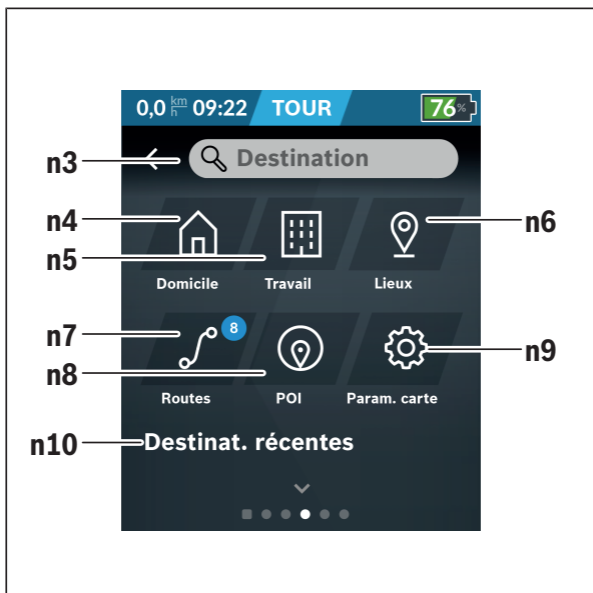 0,0 km/h 09:22 TOUR 76%
n3 Destination
n4 n6
n5
Domicile Travail Lieux
n7 8
n8 n9
Routes POI Param. carte
n10 Destinat. récentes